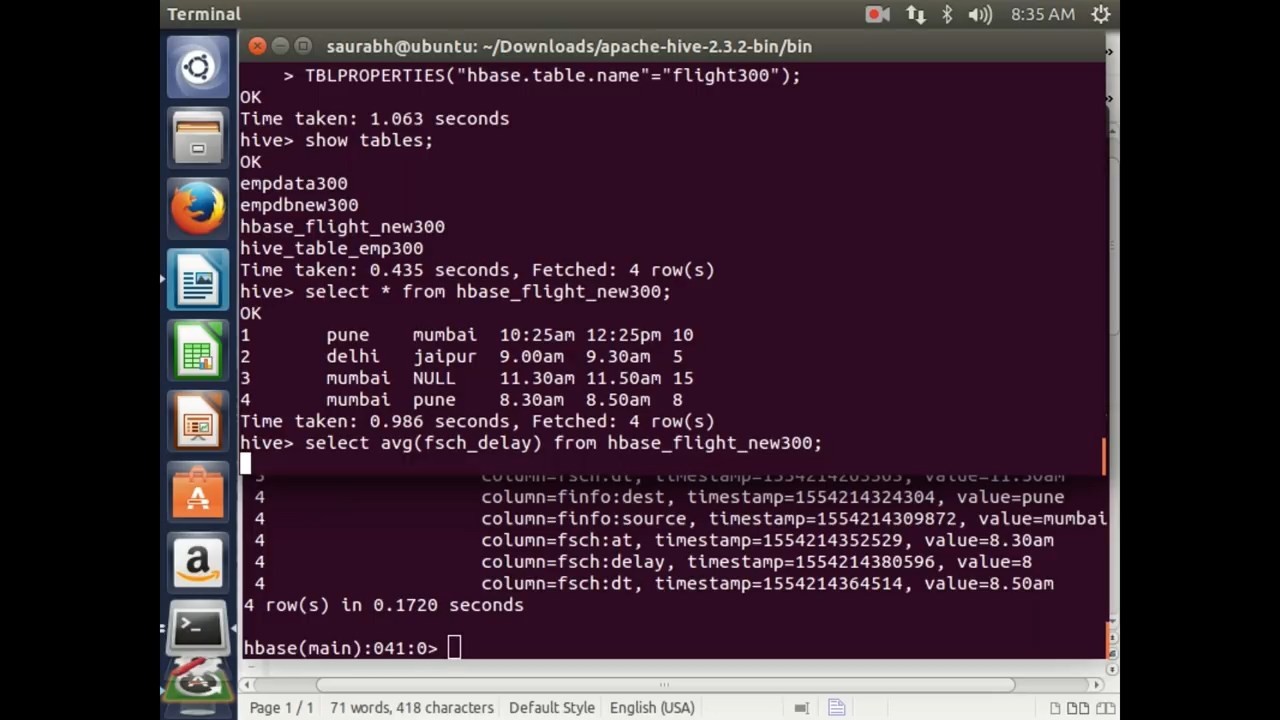 Terminal
8:35 AM
saurabh@ubuntu: ~/Downloads/apache-hive-2.3.2-bin/bin
> TBLPROPERTIES("hbase.table.name"="flight300");
OK
Time taken: 1.063 seconds
hive> show tables;
OK
empdata300
empdbnew300
hbase_flight_new300
hive_table_emp300
Time taken: 0.435 seconds, Fetched: 4 row(s)
hive> select * from hbase_flight_new300;
OK
1 pune mumbai 10:25am 12:25pm 10
2 delhi jaipur 9.00am 9.30am 5
3 mumbai NULL 11.30am 11.50am 15
4 mumbai pune 8.30am 8.50am 8
Time taken: 0.986 seconds, Fetched: 4 row(s)
hive> select avg(fsch_delay) from hbase_flight_new300;
4 column=finfo:dest, timestamp=1554214324304, value=pune
4 column=finfo:source, timestamp=1554214309872, value=mumbai
4 column=fsch:at, timestamp=1554214352529, value=8.30am
4 column=fsch:delay, timestamp=1554214380596, value=8
4 column=fsch:dt, timestamp=1554214364514, value=8.50am
4 row(s) in 0.1720 seconds
hbase(main):041:0>
Page 1 / 1 71 words, 418 characters Default Style English (USA)